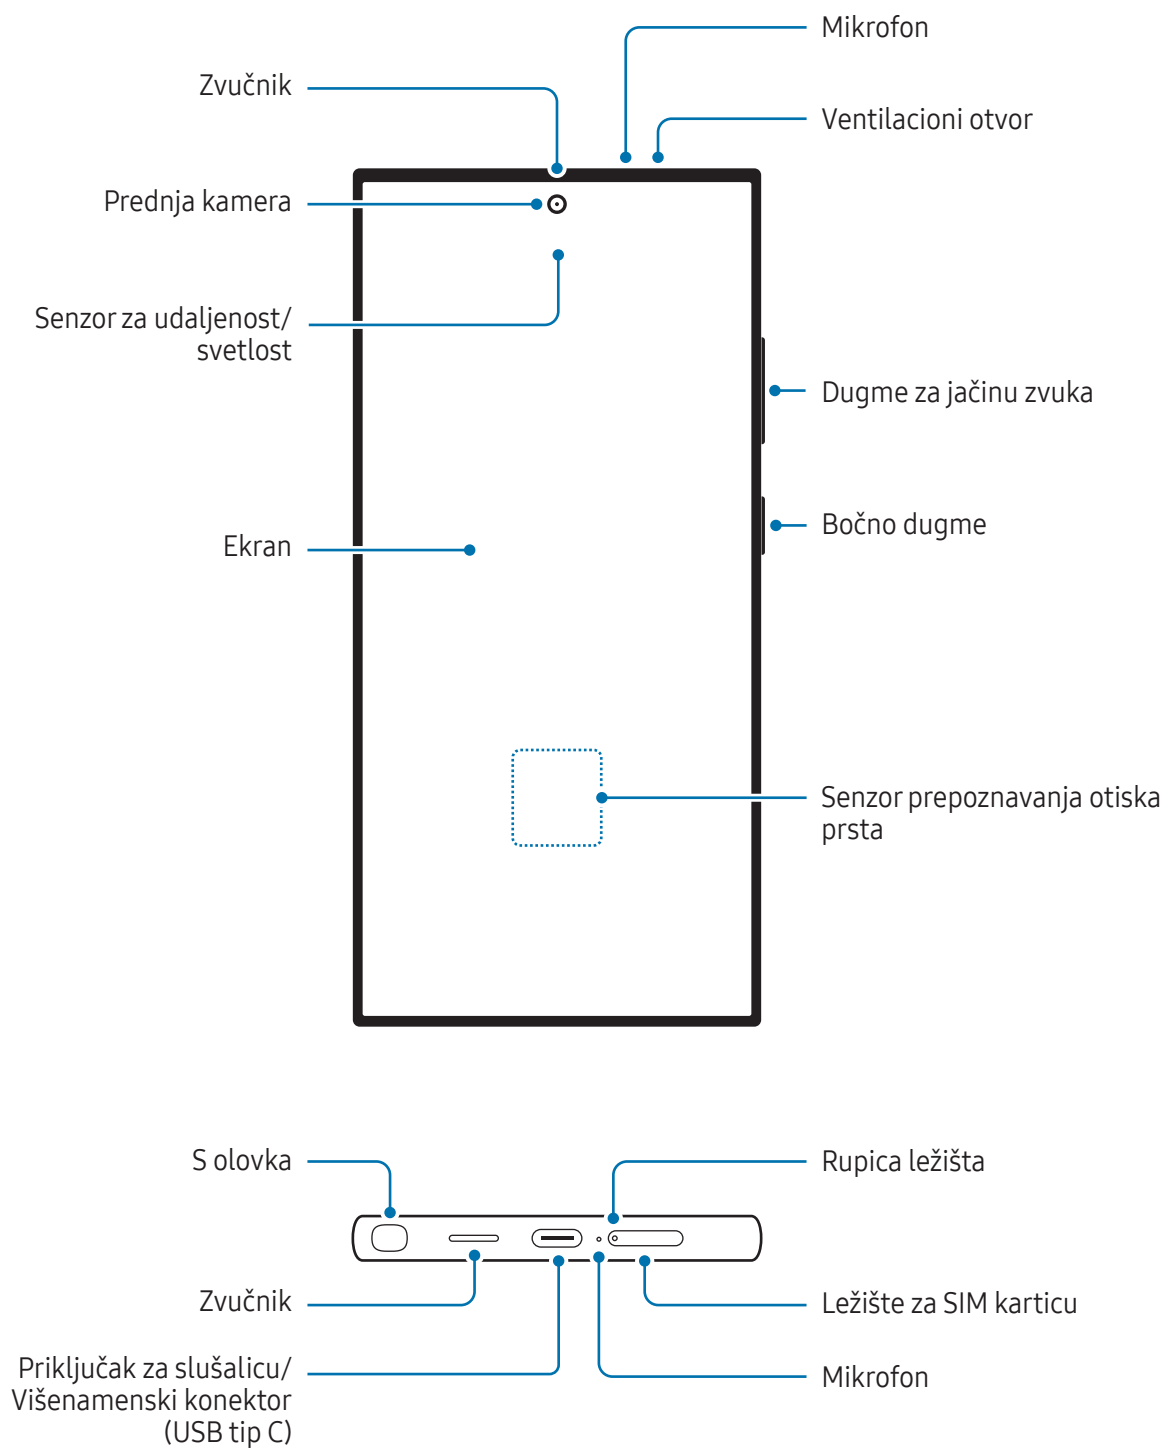 Mikrofon
Zvučnik
Ventilacioni otvor
Prednja kamera
Senzor za udaljenost/
svetlost
Dugme za jačinu zvuka
Bočno dugme
Ekran
Senzor prepoznavanja otiska
prsta
S olovka
Rupica ležišta
Zvučnik
Ležište za SIM karticu
Priključak za slušalicu/
Višenamenski konektor
(USB tip C)
Mikrofon